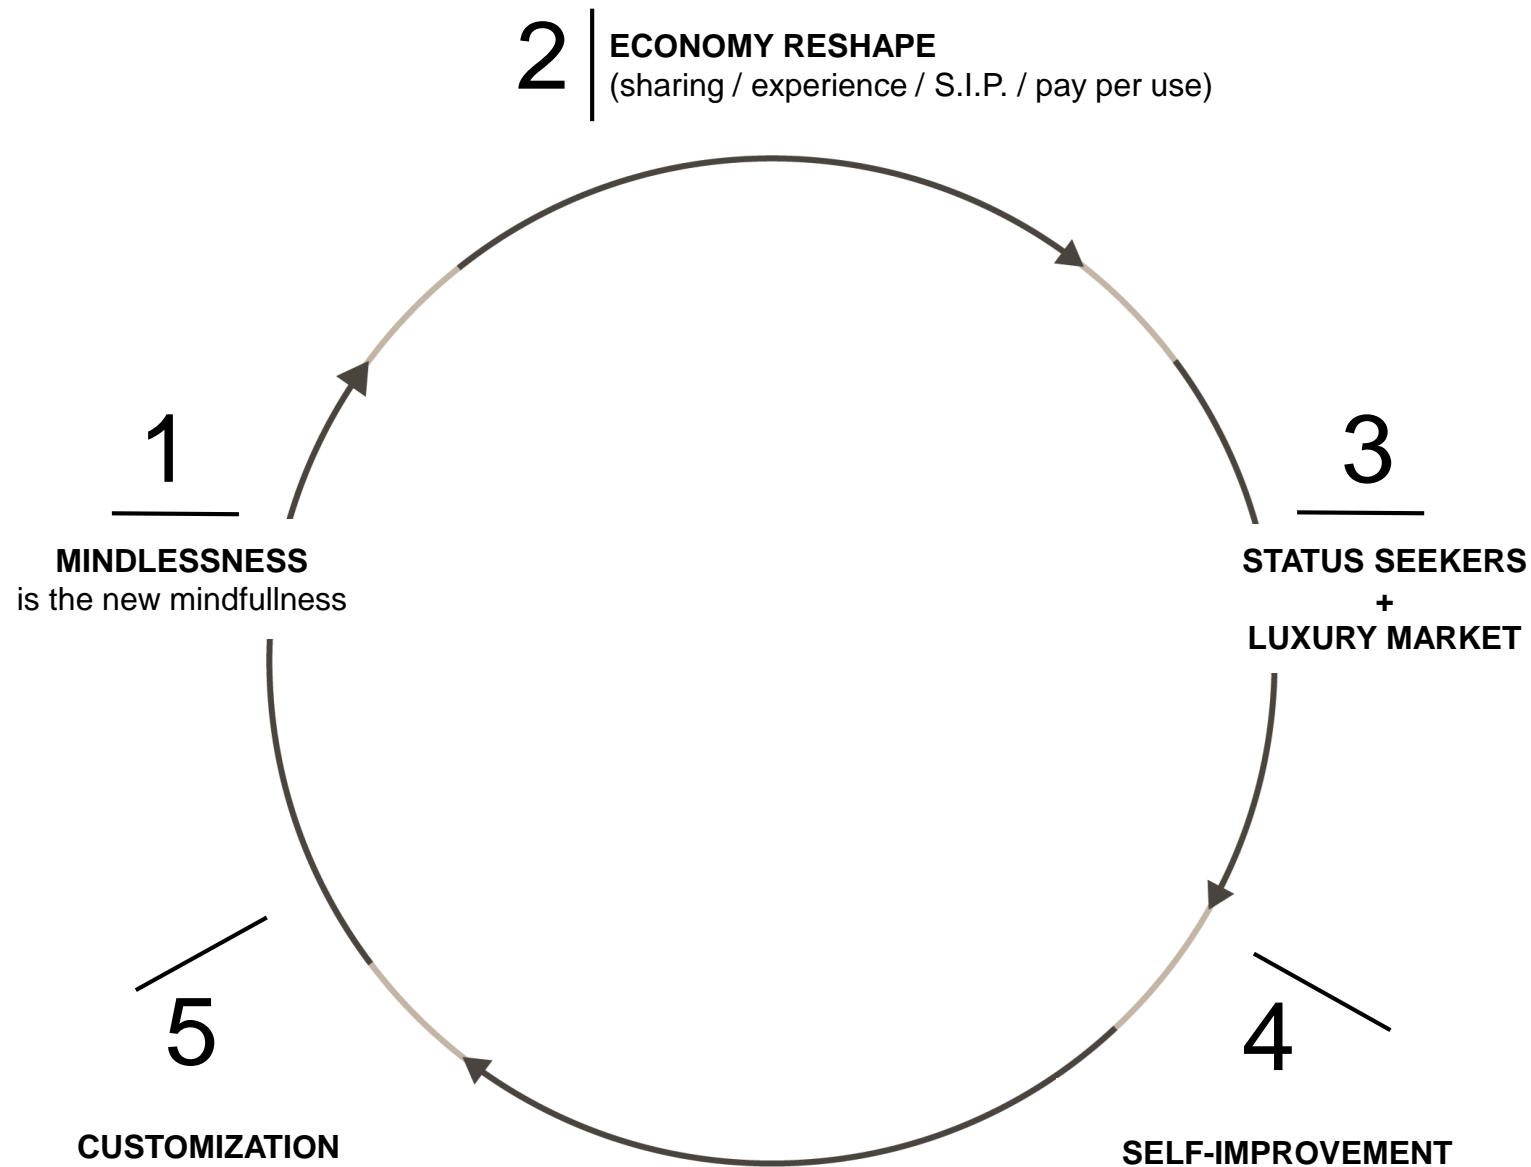 2
ECONOMY RESHAPE
(sharing / experience / S.I.P. / pay per use)
1
MINDLESSNESS
is the new mindfullness
3
STATUS SEEKERS
+
LUXURY MARKET
4
SELF-IMPROVEMENT
5
CUSTOMIZATION